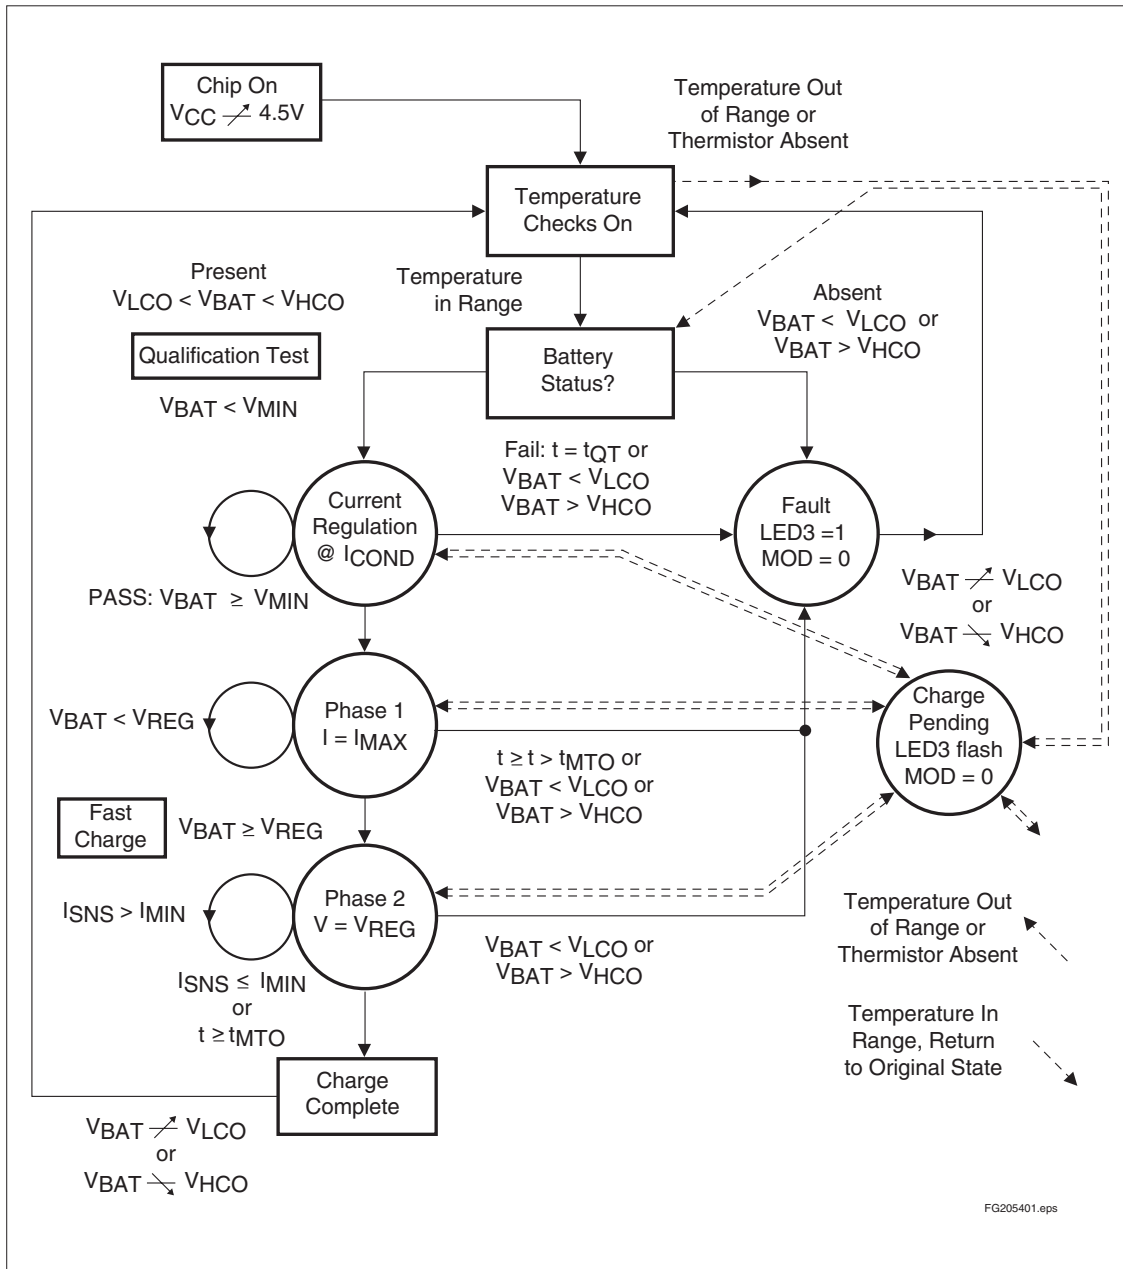 Chip On
VCC 4.5V
Temperature Out
of Range or
Thermistor Absent
Temperature
Checks On
Present
VLCO < VBAT < VHCO
Temperature
in Range
Absent
VBAT < VLCO or
VBAT > VHCO
Qualification Test
Battery
Status?
VBAT < VMIN
Fail: t = tQT or
VBAT < VLCO
VBAT > VHCO
Current
Regulation
@ ICOND
Fault
LED3 =1
MOD = 0
PASS: VBAT ≥ VMIN
VBAT VLCO
or
VBAT VHCO
VBAT < VREG
Phase 1
I = IMAX
Charge
Pending
LED3 flash
MOD = 0
t ≥ t > tMTO or
VBAT < VLCO or
VBAT > VHCO
Fast
Charge
VBAT ≥ VREG
ISNS > IMIN
Phase 2
V = VREG
Temperature Out
of Range or
Thermistor Absent
VBAT < VLCO or
VBAT > VHCO
ISNS ≤ IMIN
or
t ≥ tMTO
Temperature In
Range, Return
to Original State
Charge
Complete
VBAT VLCO
or
VBAT VHCO
FG205401.eps